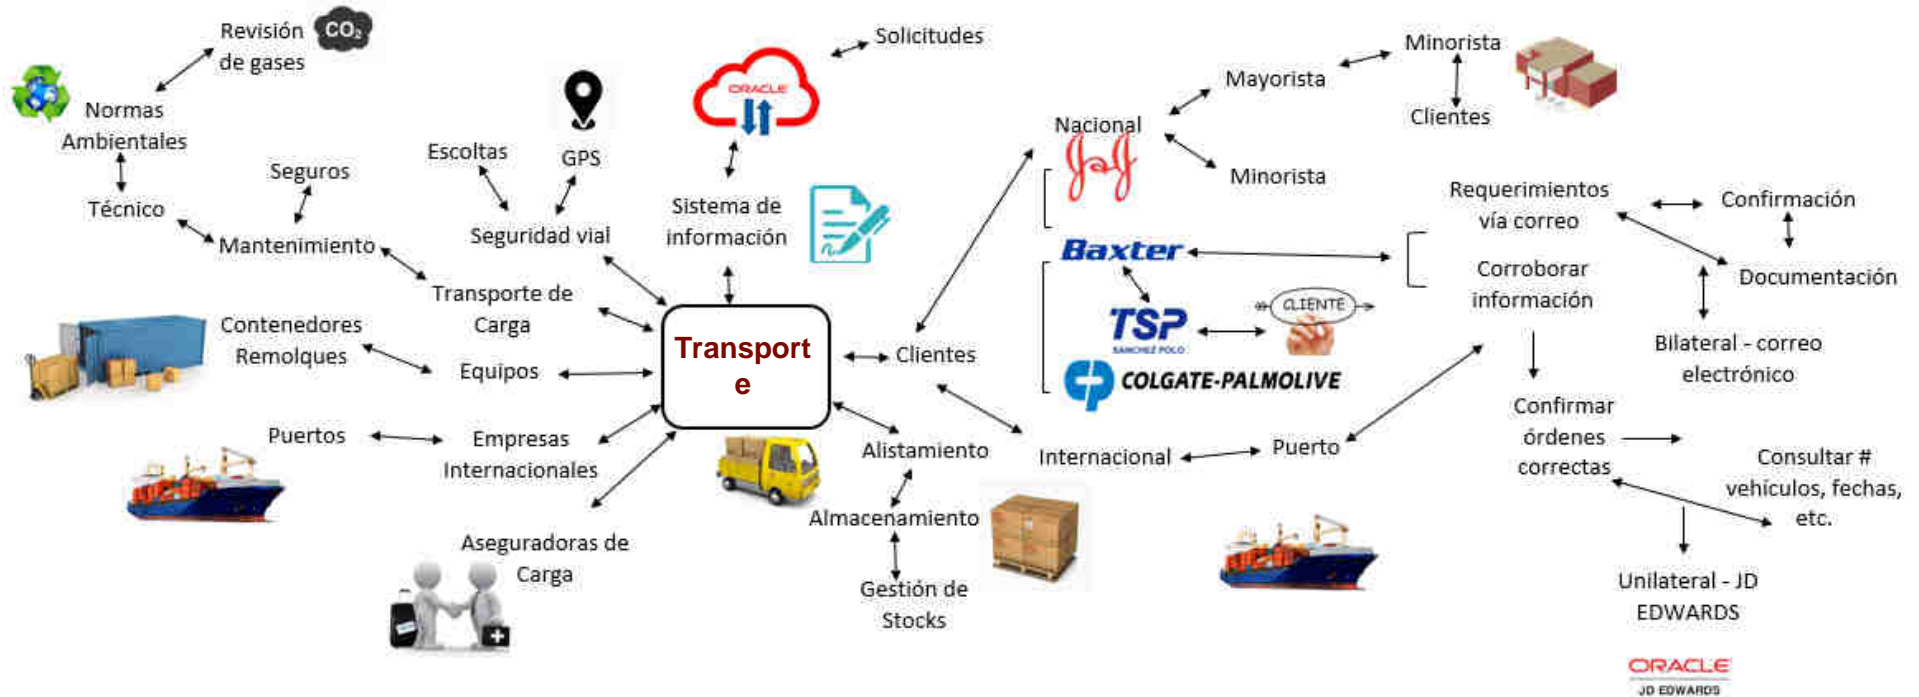 Revisión
de gases
CO₂
Normas
Ambientales
Técnico
Seguros
Mantenimiento
Escoltas
GPS
Seguridad vial
Transporte de
Carga
Contenedores
Remolques
Equipos
Puertos
Empresas
Internacionales
Aseguradoras de
Carga
Solicitudes
ORACLE
Sistema de
información
Transport
e
Clientes
Alistamiento
Almacenamiento
Gestión de
Stocks
Nacional
J&J
Mayorista
Minorista
Clientes
Minorista
Baxter
TSP
SANCHEZ POLO
CLIENTE
COLGATE-PALMOLIVE
Internacional
Puerto
Requerimientos
vía correo
Corroborar
información
Confirmación
Documentación
Bilateral - correo
electrónico
Confirmar
órdenes
correctas
Consultar #
vehículos, fechas,
etc.
Unilateral - JD
EDWARDS
ORACLE
JD EDWARDS